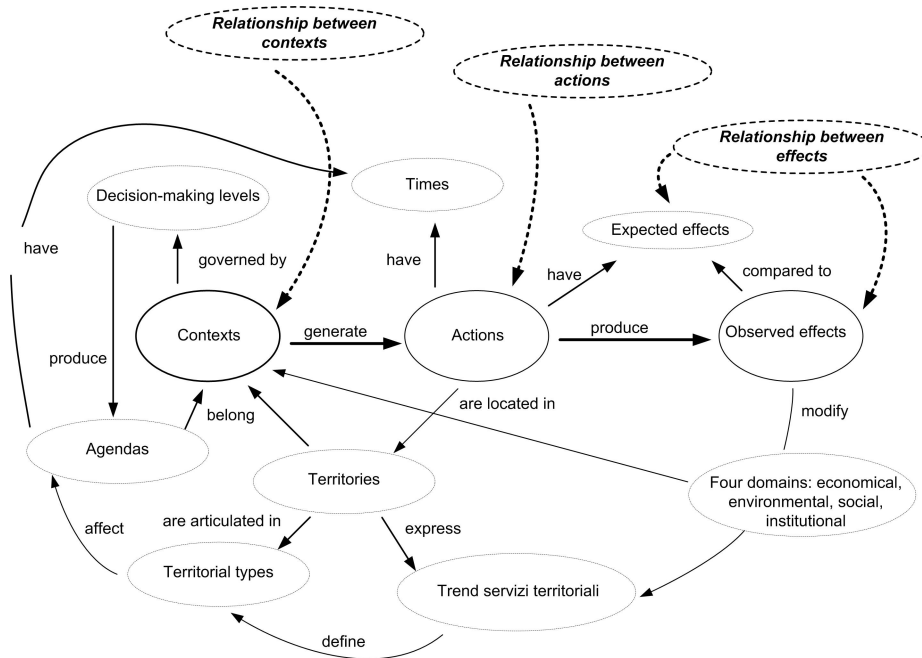 Relationship between
contexts
Relationship between
actions
Relationship between
effects
Times
Decision-making levels
have
Expected effects
governed by
have
have
compared to
Contexts
generate
Actions
produce
Observed effects
produce
are located in
belong
modify
Agendas
Territories
Four domains: economical,
environmental, social,
institutional
affect
are articulated in
express
Territorial types
Trend servizi territoriali
define